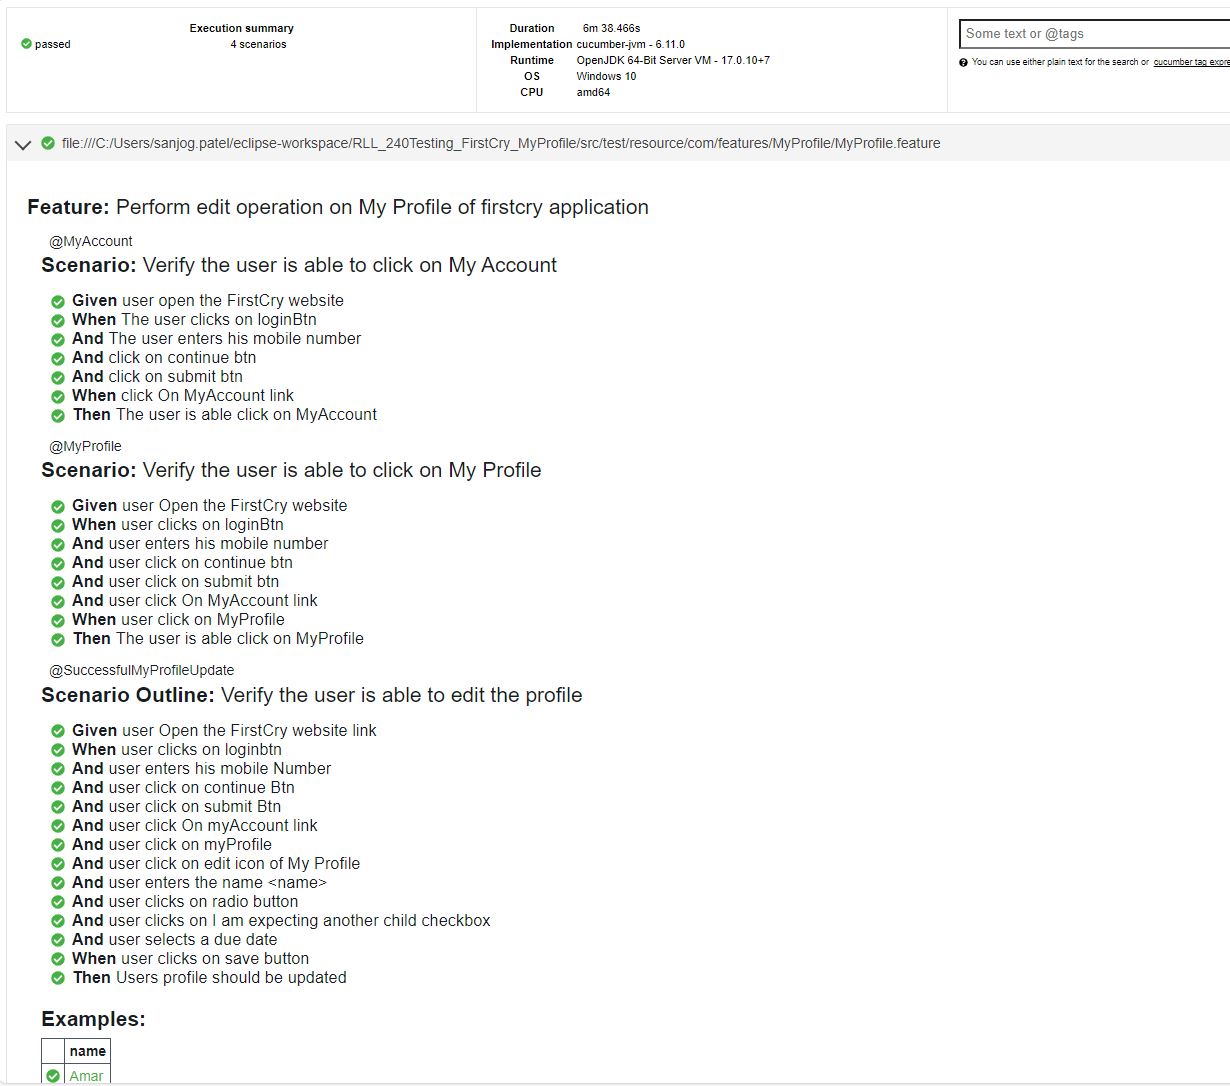 Execution summary
passed
4 scenarios
Duration 6m 38.466s
Implementation cucumber-jvm - 6.11.0
Runtime OpenJDK 64-Bit Server VM - 17.0.10+7
OS Windows 10
CPU amd64
Some text or @tags
You can use either plain text for the search or cucumber tag expre
file:///C:/Users/sanjog.patel/eclipse-workspace/RLL_240Testing_FirstCry_MyProfile/src/test/resource/com/features/MyProfile/MyProfile.feature
Feature: Perform edit operation on My Profile of firstcry application
@MyAccount
Scenario: Verify the user is able to click on My Account
Given user open the FirstCry website
When The user clicks on loginBtn
And The user enters his mobile number
And click on continue btn
And click on submit btn
When click On MyAccount link
Then The user is able click on MyAccount
@MyProfile
Scenario: Verify the user is able to click on My Profile
Given user Open the FirstCry website
When user clicks on loginBtn
And user enters his mobile number
And user click on continue btn
And user click on submit btn
And user click On MyAccount link
When user click on MyProfile
Then The user is able click on MyProfile
@SuccessfulMyProfileUpdate
Scenario Outline: Verify the user is able to edit the profile
Given user Open the FirstCry website link
When user clicks on loginbtn
And user enters his mobile Number
And user click on continue Btn
And user click on submit Btn
And user click On myAccount link
And user click on myProfile
And user click on edit icon of My Profile
And user enters the name <name>
And user clicks on radio button
And user clicks on I am expecting another child checkbox
And user selects a due date
When user clicks on save button
Then Users profile should be updated
Examples:
name
Amar